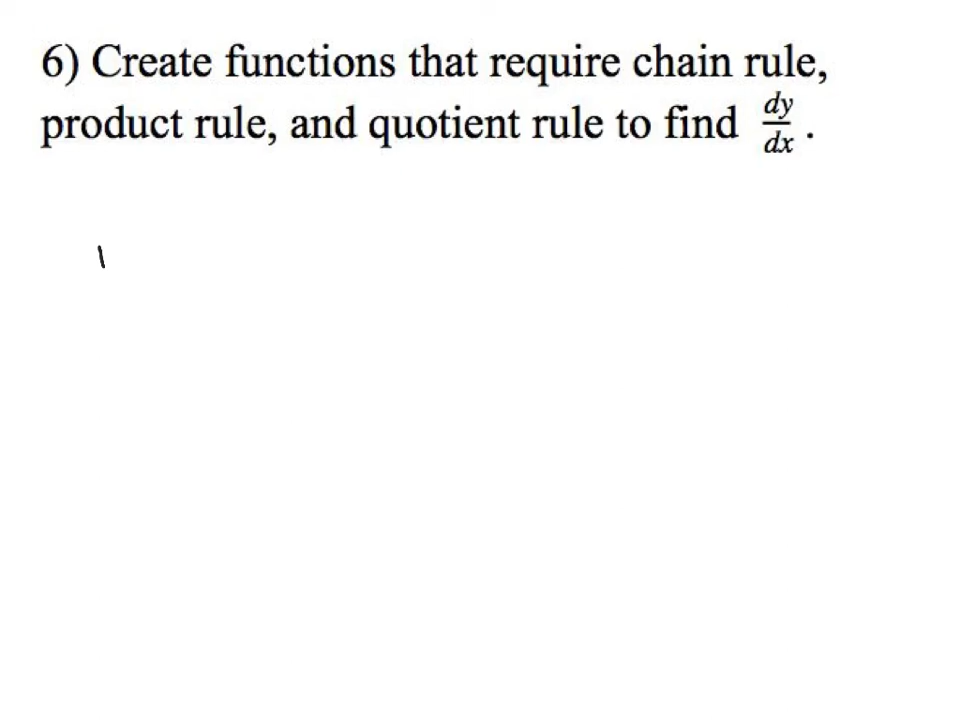 6) Create functions that require chain rule,
product rule, and quotient rule to find dy/dx .
\